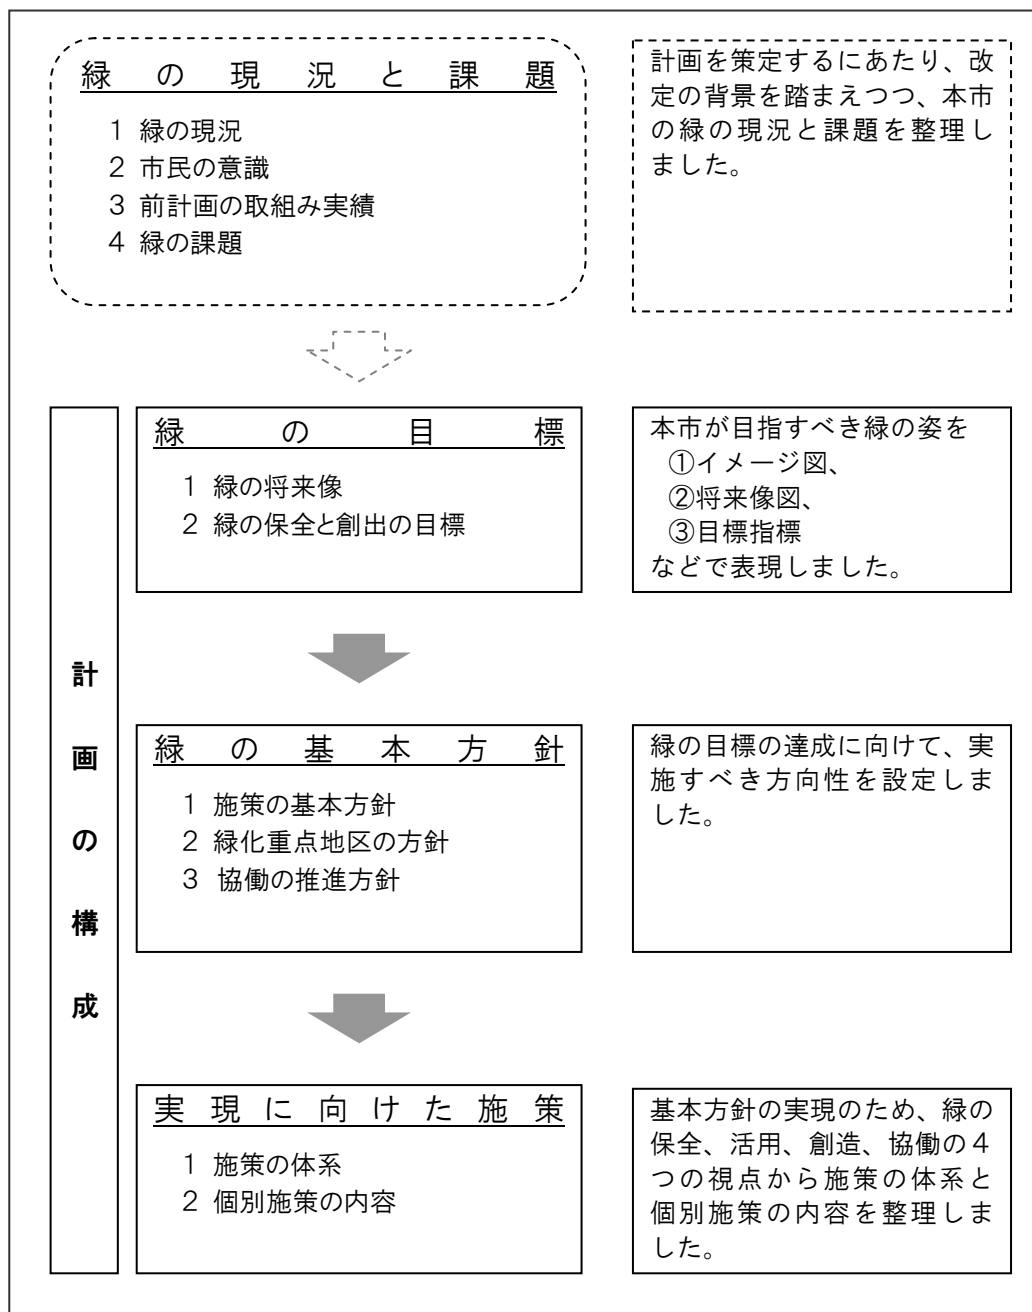 緑の現況と課題
1 緑の現況
2 市民の意識
3 前計画の取組み実績
4 緑の課題
計画を策定するにあたり、改
定の背景を踏まえつつ、本市
の緑の現況と課題を整理し
ました。
計画の構成
緑の目標
1 緑の将来像
2 緑の保全と創出の目標
本市が目指すべき緑の姿を
①イメージ図、
②将来像図、
③目標指標
などで表現しました。
緑の基本方針
1 施策の基本方針
2 緑化重点地区の方針
3 協働の推進方針
緑の目標の達成に向けて、実
施すべき方向性を設定しま
した。
実現に向けた施策
1 施策の体系
2 個別施策の内容
基本方針の実現のため、緑の
保全、活用、創造、協働の4
つの視点から施策の体系と
個別施策の内容を整理しま
した。